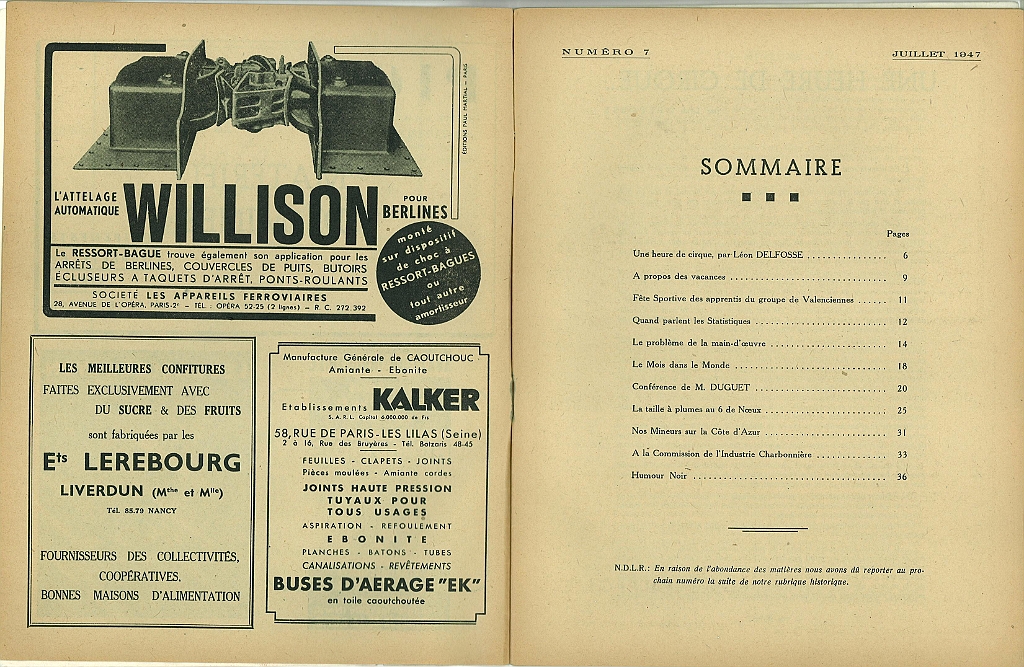 ÉDITIONS PAUL MARTIAL — PARIS
L'ATTELAGE
AUTOMATIQUE
WILLISON
POUR
BERLINES
monté
sur dispositif
de choc à
RESSORT-BAGUES
ou
tout autre
amortisseur
Le RESSORT-BAGUE trouve également son application pour les
ARRÊTS DE BERLINES, COUVERCLES DE PUITS, BUTOIRS
ÉCLUSEURS A TAQUETS D'ARRÊT, PONTS-ROULANTS
SOCIÉTÉ LES APPAREILS FERROVIAIRES
28, AVENUE DE L'OPÉRA, PARIS-2e - TEL. OPÉRA 52-25 (2 lignes) - R. C. 272.392
LES MEILLEURES CONFITURES
FAITES EXCLUSIVEMENT AVEC
DU SUCRE & DES FRUITS
sont fabriquées par les
Ets LEREBOURG
LIVERDUN (Mthe et Mlle)
Tél. 85.79 NANCY
FOURNISSEURS DES COLLECTIVITÉS,
COOPÉRATIVES,
BONNES MAISONS D'ALIMENTATION
Manufacture Générale de CAOUTCHOUC
Amiante - Ebonite
Etablissements KALKER
S. A. R. L. Capital 6.000.000 de Frs
58, RUE DE PARIS - LES LILAS (Seine)
2 à 16, Rue des Bruyères - Tél. Botzaris 48-45
FEUILLES - CLAPETS - JOINTS
Pièces moulées - Amiante cordes
JOINTS HAUTE PRESSION
TUYAUX POUR
TOUS USAGES
ASPIRATION - REFOULEMENT
EBONITE
PLANCHES - BATONS - TUBES
CANALISATIONS - REVÊTEMENTS
BUSES D'AERAGE "EK"
en toile caoutchoutée
NUMÉRO 7
JUILLET 1947
SOMMAIRE
Pages
Une heure de cirque, par Léon DELFOSSE ................ 6
A propos des vacances ................ 9
Fête Sportive des apprentis du groupe de Valenciennes ...... 11
Quand parlent les Statistiques ................ 12
Le problème de la main-d'œuvre ................ 14
Le Mois dans le Monde ................ 18
Conférence de M. DUGUET ................ 20
La taille à plumes au 6 de Nœux ................ 25
Nos Mineurs sur la Côte d'Azur ................ 31
A la Commission de l'Industrie Charbonnière ................ 33
Humour Noir ................ 36
N.D.L.R.: En raison de l'abondance des matières nous avons dû reporter au pro-
chain numéro la suite de notre rubrique historique.